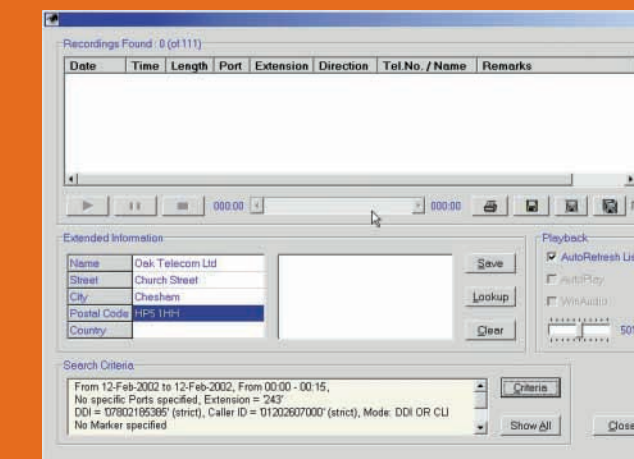 Recordings Found : 0 (of 111)
Date Time Length Port Extension Direction Tel.No. / Name Remarks
000:00 000:00
Extended Information
Name Oak Telecom Ltd
Street Church Street
City Chesham
Postal Code HP5 1HH
Country
Save
Lookup
Clear
Playback
AutoRefresh Lis
AutoPlay
WinAudio
50%
Search Criteria
From 12-Feb-2002 to 12-Feb-2002, From 00:00 - 00:15,
No specific Ports specified, Extension = '243'
DDI = '07802185385' (strict), Caller ID = '01202607000' (strict), Mode: DDI OR CLI
No Marker specified
Criteria
Show All
Close